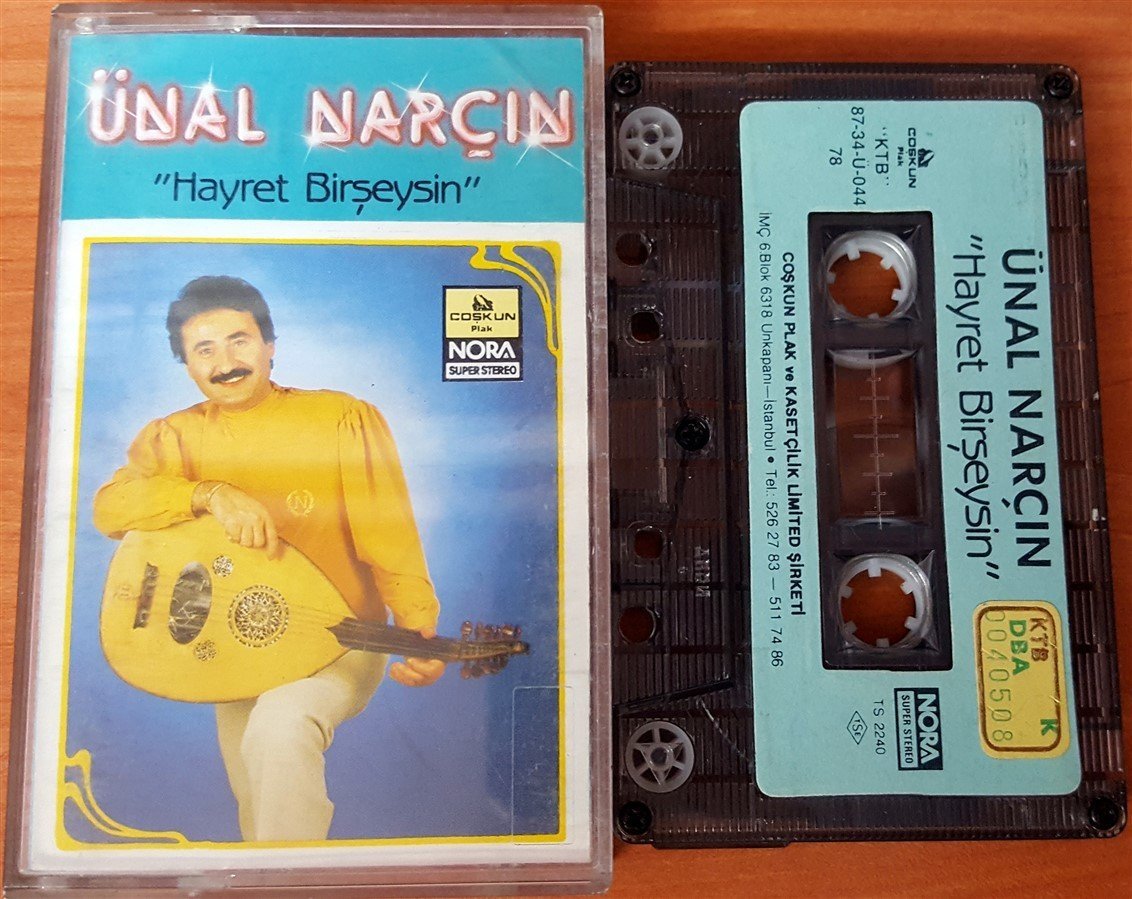 ÜNAL NARÇIN
"Hayret Birşeysin"
COŞKUN
Plak
NORA
SUPER STEREO
ÜNAL NARÇIN
"Hayret Birşeysin"
COŞKUN
Plak
"KTB"
87-34-Ü-044
78
COŞKUN PLAK ve KASETÇİLİK LİMİTED ŞİRKETİ
İMÇ 6.Blok 6318 Unkapanı—İstanbul • Tel.: 526 27 83 — 511 74 86
KTB K
DBA
0040508
NORA
SUPER STEREO
TS 2240
TSE